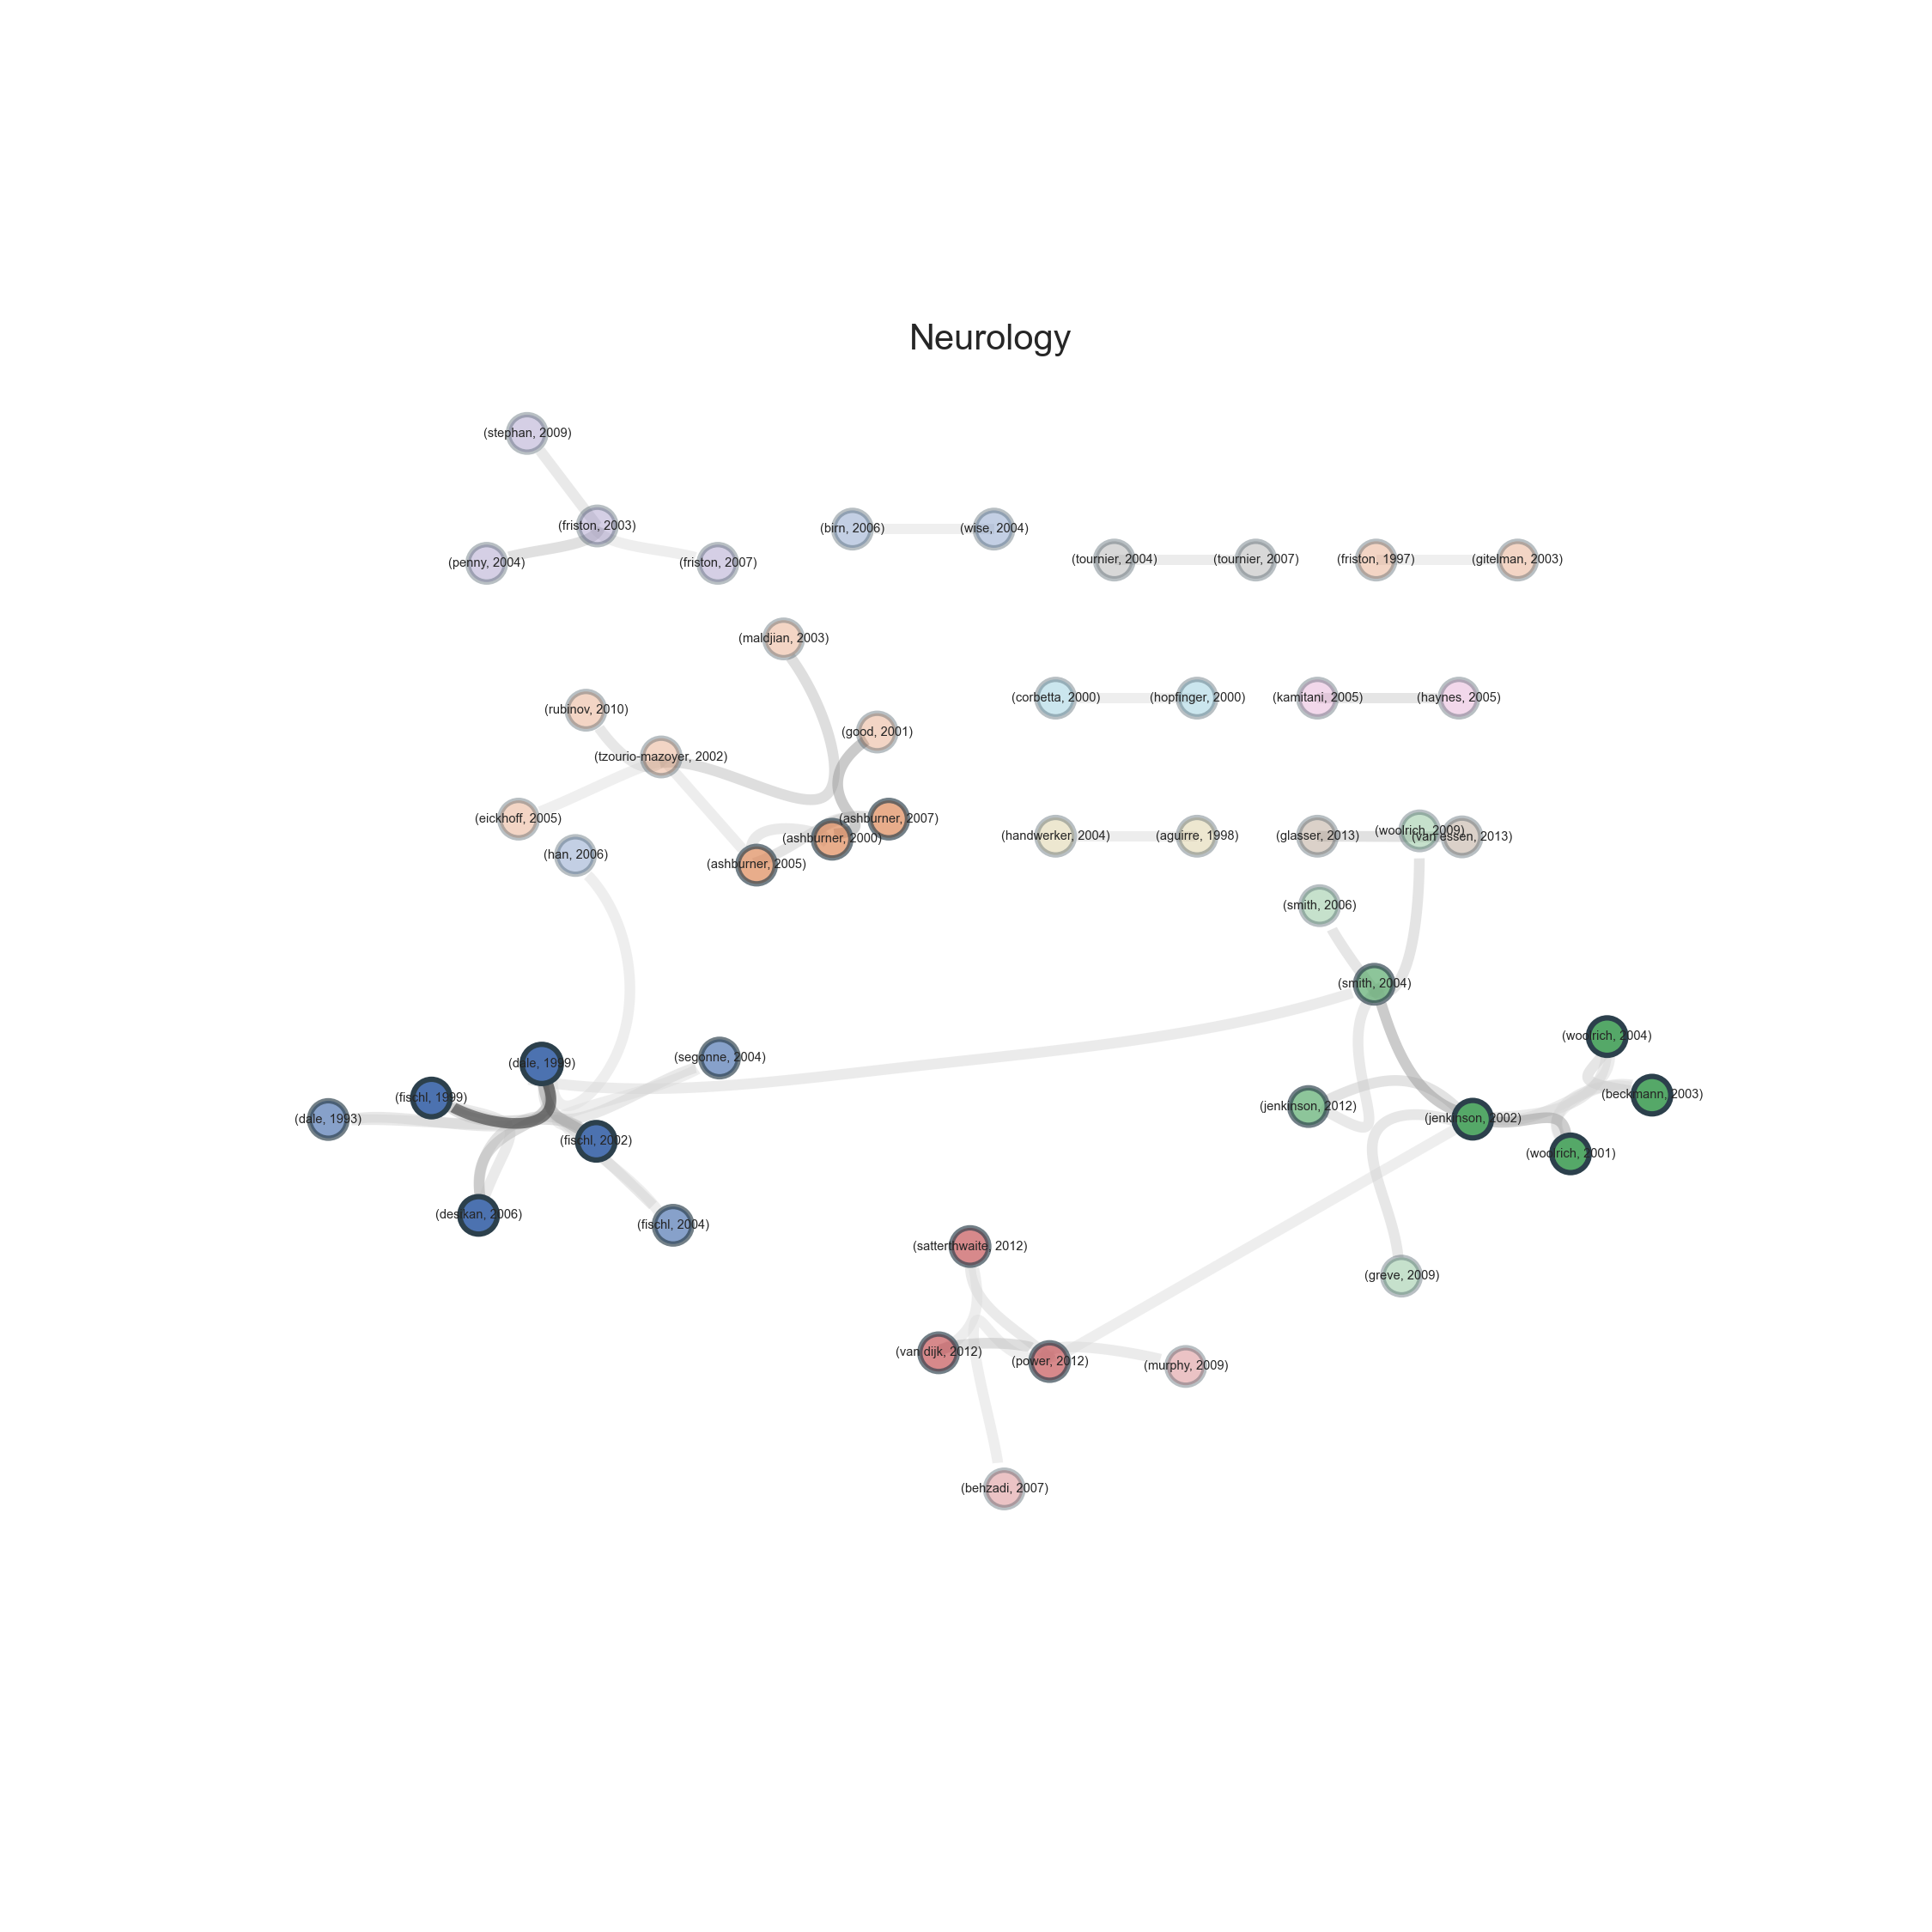 Neurology
(stephan, 2009)
(friston, 2003)
(birn, 2006)
(wise, 2004)
(penny, 2004)
(friston, 2007)
(tournier, 2004)
(tournier, 2007)
(friston, 1997)
(gitelman, 2003)
(maldjian, 2003)
(rubinov, 2010)
(corbetta, 2000)
(hopfinger, 2000)
(kamitani, 2005)
(haynes, 2005)
(good, 2001)
(tzourio-mazoyer, 2002)
(eickhoff, 2005)
(ashburner, 2007)
(ashburner, 2000)
(handwerker, 2004)
(aguirre, 1998)
(glasser, 2013)
(woolrich, 2009)
(van essen, 2013)
(han, 2006)
(ashburner, 2005)
(smith, 2006)
(smith, 2004)
(woolrich, 2004)
(dale, 1999)
(segonne, 2004)
(fischl, 1999)
(beckmann, 2003)
(dale, 1993)
(jenkinson, 2012)
(jenkinson, 2002)
(fischl, 2002)
(woolrich, 2001)
(desikan, 2006)
(fischl, 2004)
(satterthwaite, 2012)
(greve, 2009)
(van dijk, 2012)
(power, 2012)
(murphy, 2009)
(behzadi, 2007)